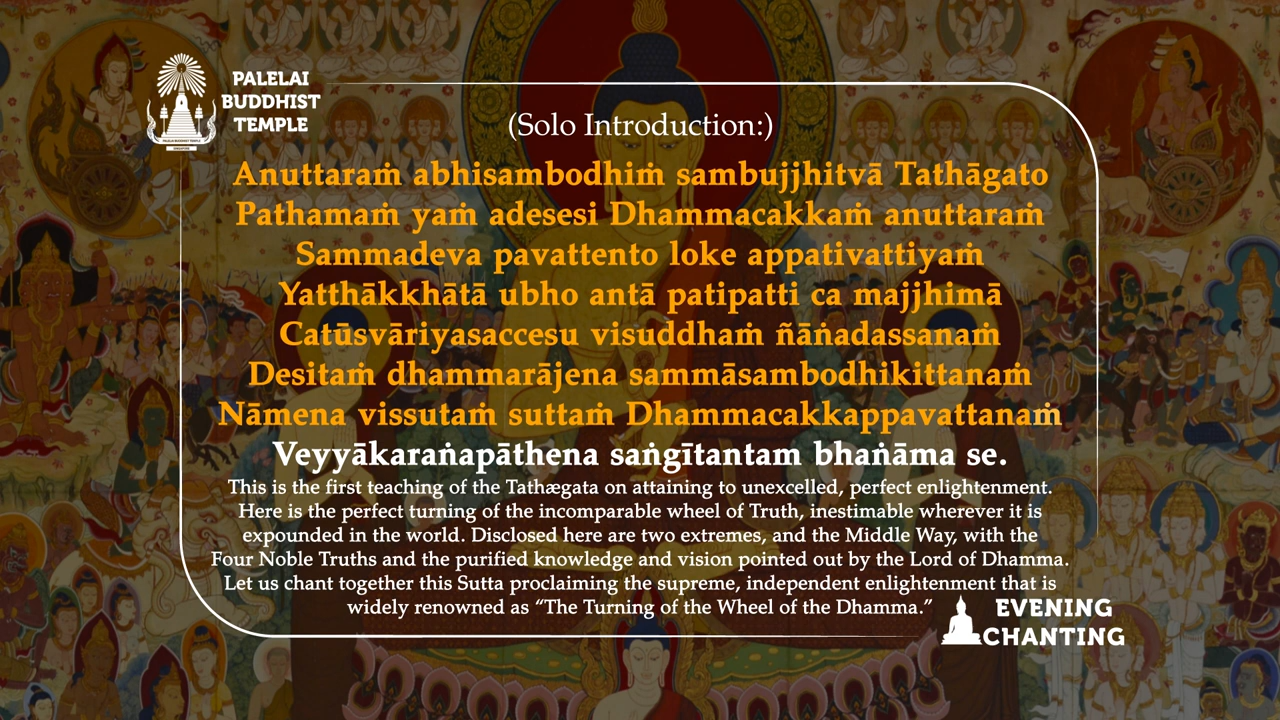 PALELAI
BUDDHIST
TEMPLE
PALELAI BUDDHIST TEMPLE
SINGAPORE
(Solo Introduction:)
Anuttaraṁ abhisambodhiṁ sambujjhitvā Tathāgato
Pathamaṁ yaṁ adesesi Dhammacakkaṁ anuttaraṁ
Sammadeva pavattento loke appativattiyaṁ
Yatthākkhātā ubho antā patipatti ca majjhimā
Catūsvāriyasaccesu visuddhaṁ ñāṅadassanaṁ
Desitaṁ dhammarājena sammāsambodhikittanaṁ
Nāmena vissutaṁ suttaṁ Dhammacakkappavattanaṁ
Veyyākaraṅapāthena saṅgītantam bhaṅāma se.
This is the first teaching of the Tathægata on attaining to unexcelled, perfect enlightenment.
Here is the perfect turning of the incomparable wheel of Truth, inestimable wherever it is
expounded in the world. Disclosed here are two extremes, and the Middle Way, with the
Four Noble Truths and the purified knowledge and vision pointed out by the Lord of Dhamma.
Let us chant together this Sutta proclaiming the supreme, independent enlightenment that is
widely renowned as “The Turning of the Wheel of the Dhamma.”
EVENING
CHANTING